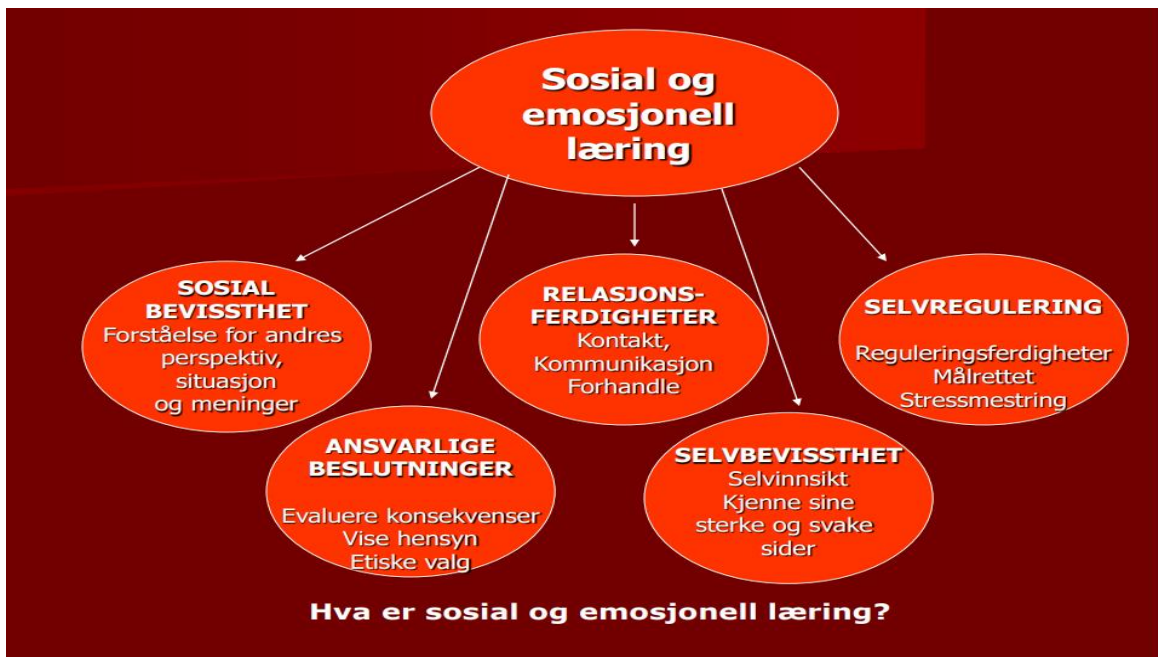 Sosial og
emosjonell
læring
SOSIAL
BEVISSTHET
Forståelse for andres
perspektiv,
situasjon
og meninger
ANSVARLIGE
BESLUTNINGER
Evaluere konsekvenser
Vise hensyn
Etiske valg
RELASJONS-
FERDIGHETER
Kontakt,
Kommunikasjon
Forhandle
SELVBEVISSTHET
Selvinnsikt
Kjenne sine
sterke og svake
sider
SELVREGULERING
Reguleringsferdigheter
Målrettet
Stressmestring
Hva er sosial og emosjonell læring?